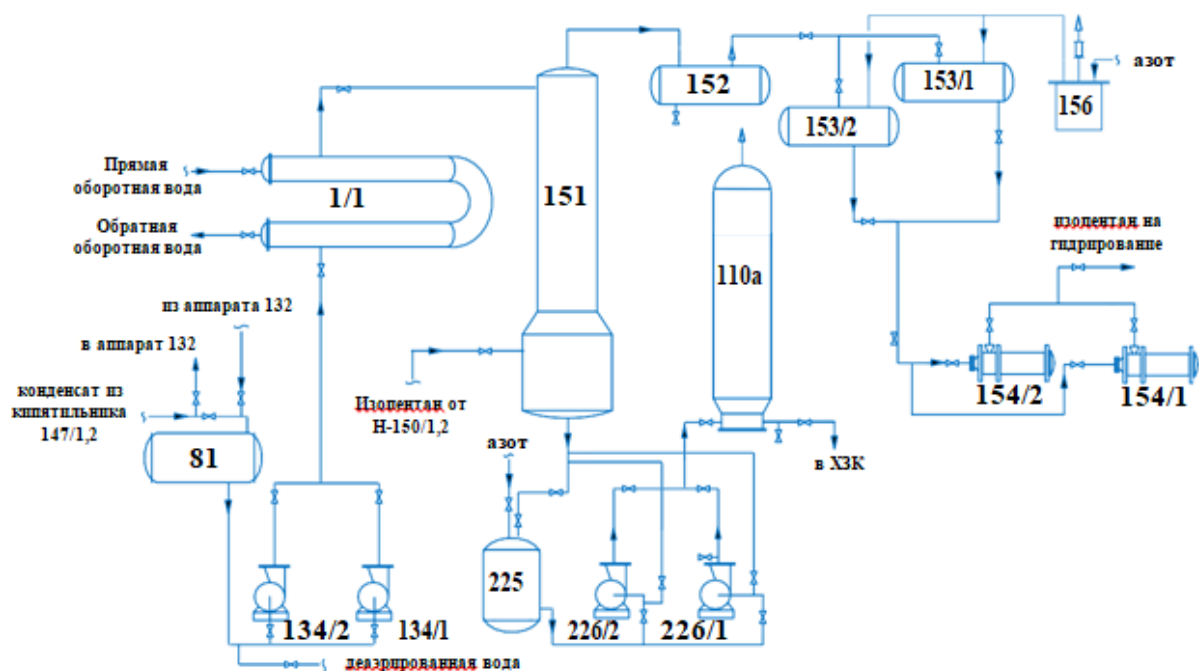 152
153/1
азот
156
153/2
Прямая
оборотная вода
1/1
151
Обратная
оборотная вода
110а
изопентан на
гидрирование
из аппарата 132
в аппарат 132
конденсат из
кипятильника
147/1,2
81
Изопентан от
Н-150/1,2
азот
154/2
154/1
в ХЗК
225
134/2
134/1
226/2
226/1
деаэрированная вода